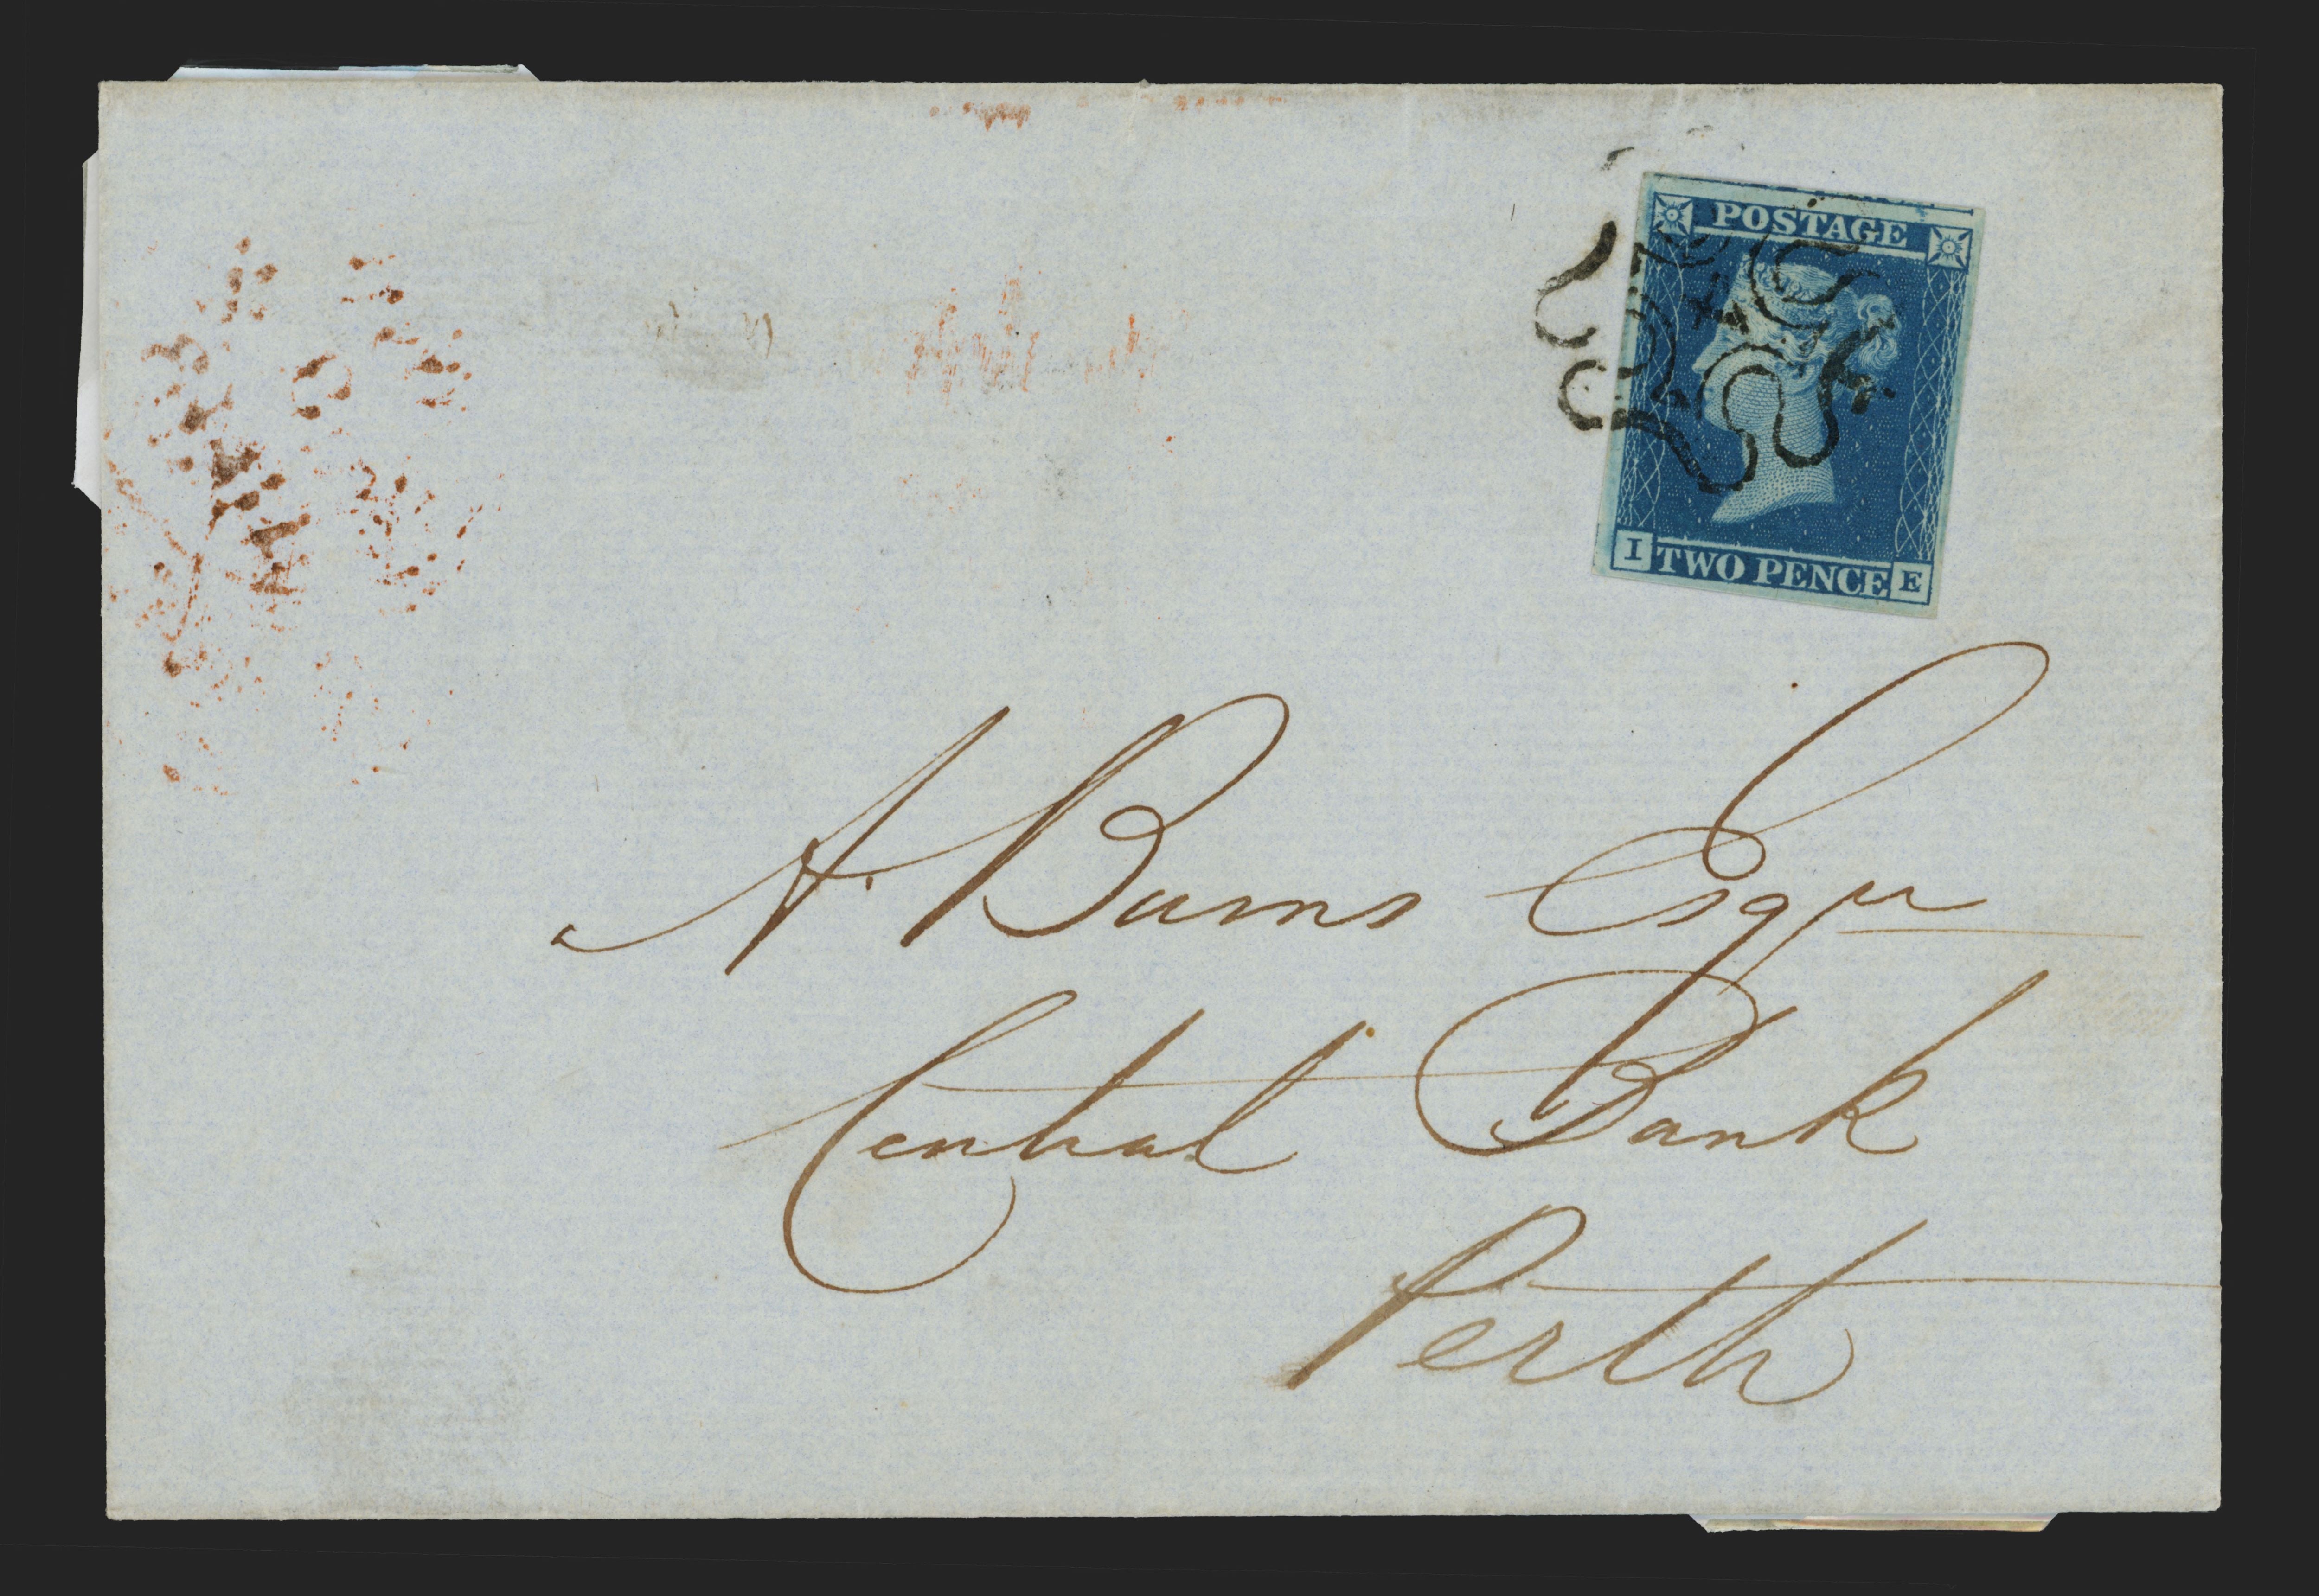 POSTAGE
I TWO PENCE E
A. Burns Esqr
Central Bank
Perth